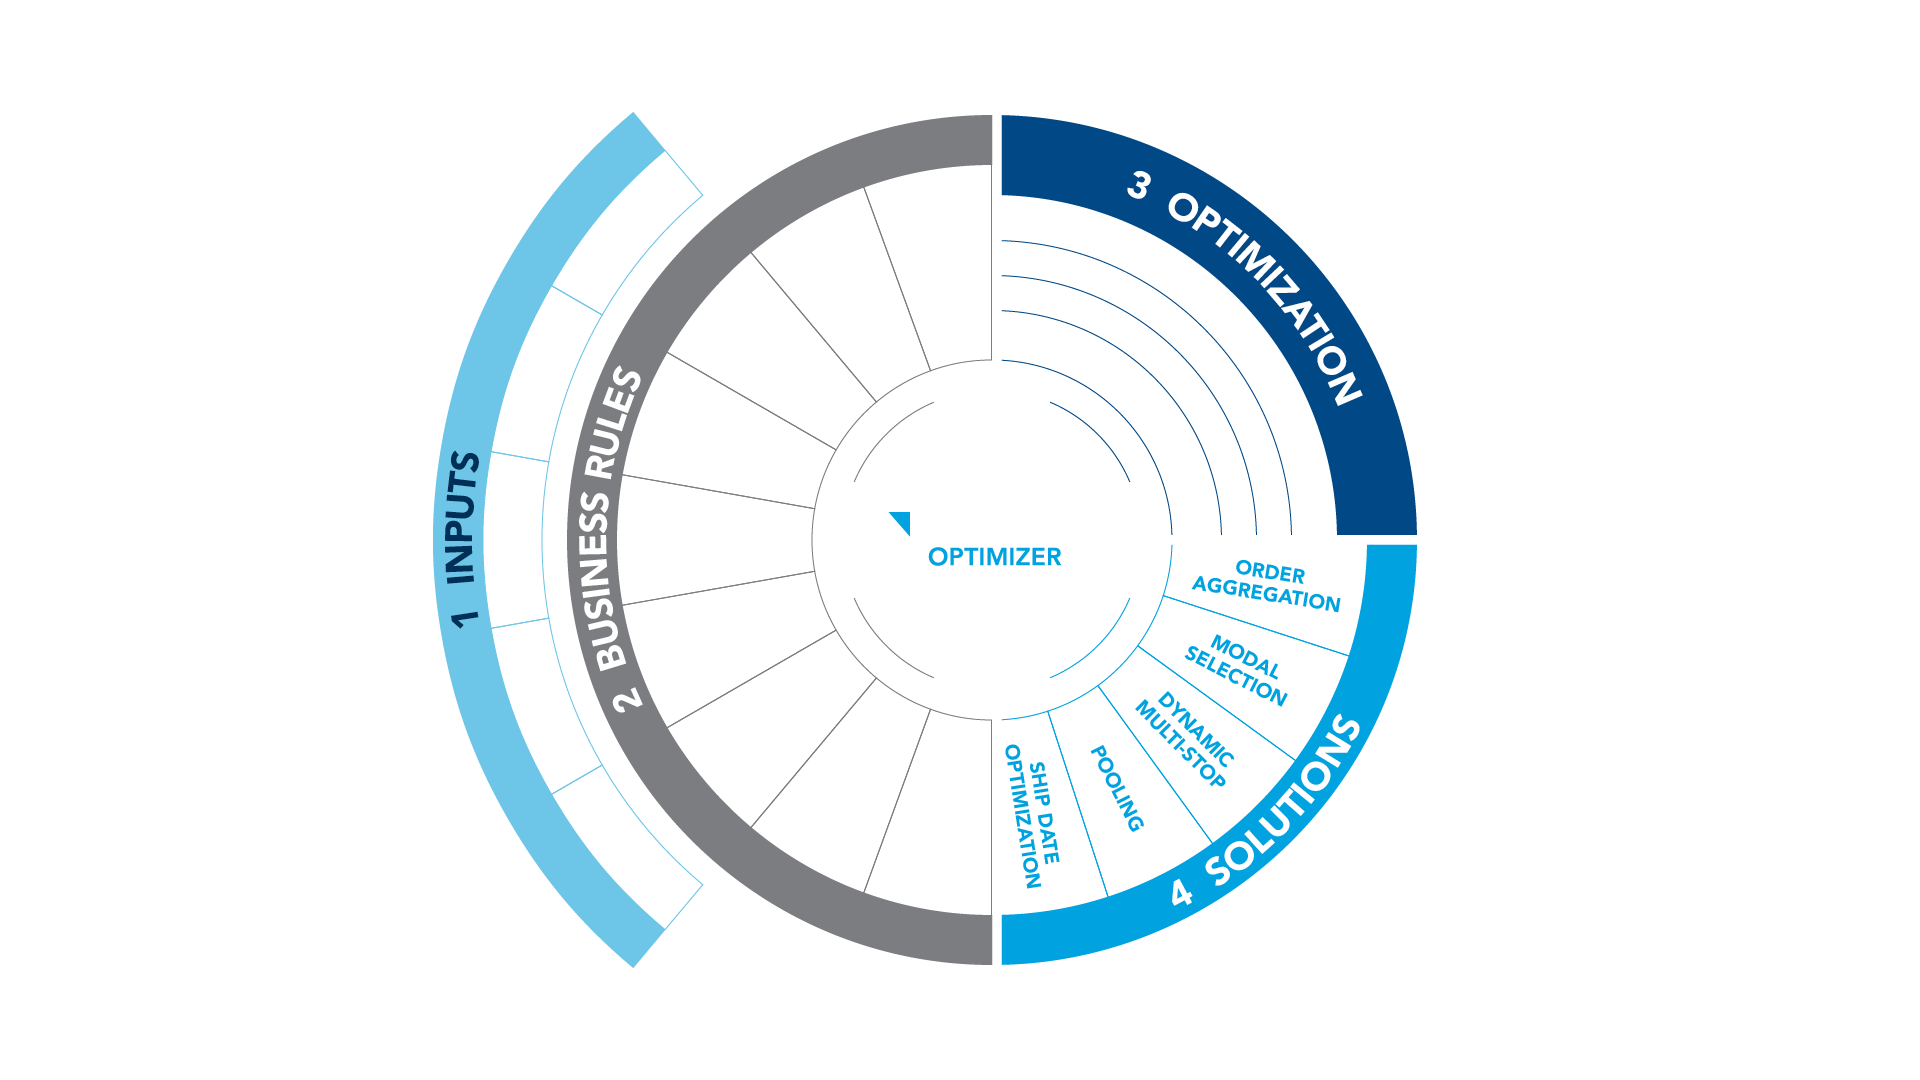 1 INPUTS
2 BUSINESS RULES
3 OPTIMIZATION
OPTIMIZER
ORDER
AGGREGATION
MODAL
SELECTION
DYNAMIC
MULTI-STOP
POOLING
SHIP DATE
OPTIMIZATION
4 SOLUTIONS